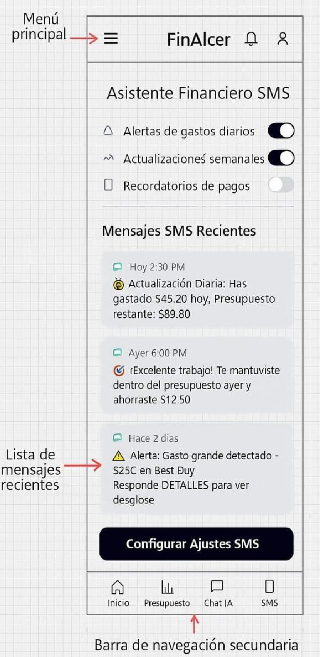 Menú
principal
FinAlcer
Asistente Financiero SMS
Alertas de gastos diarios
Actualizacioneś semanales
Recordatorios de pagos
Mensajes SMS Recientes
Hoy 2:30 PM
Actualización Diaria: Has
gastado $45.20 hoy, Presupuesto
restante: $89.80
Ayer 6:00 PM
rExcelente trabajo! Te mantuviste
dentro del presupuesto ayer y
ahorraste $12.50
Hace 2 días
Alerta: Gasto grande detectado -
S25C en Best Đuy
Responde DETALLES para ver
desglose
Lista de
mensajes
recientes
Configurar Ajustes SMS
Inicio
Presupuesto
Chat IA
SMS
Barra de navegación secundaria